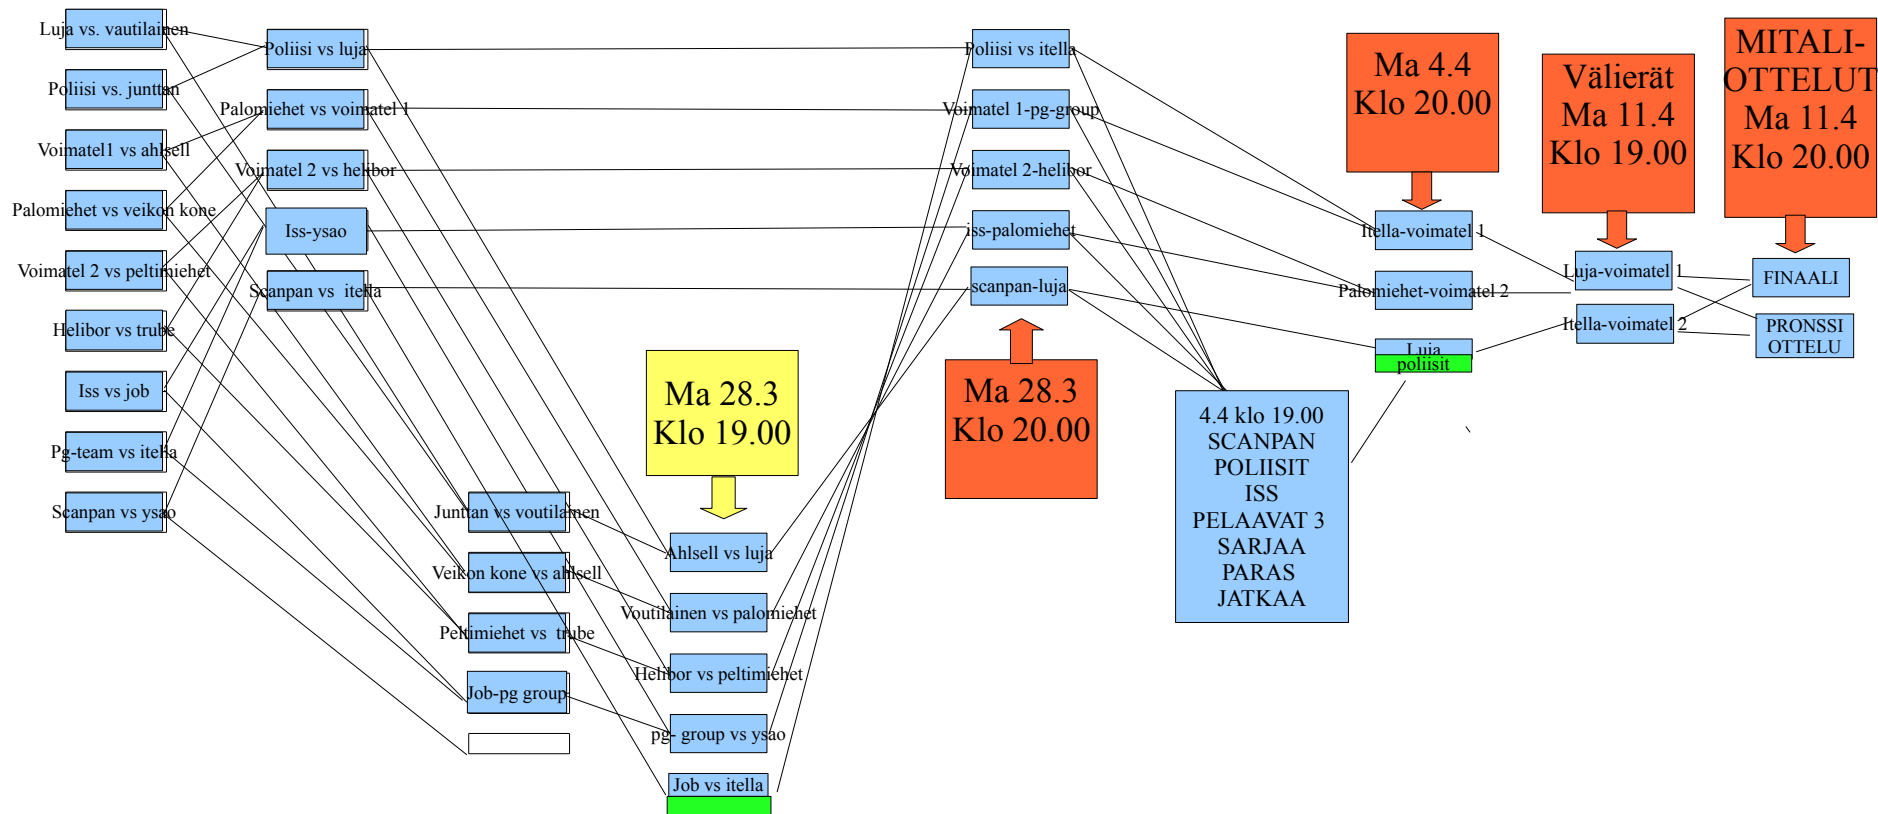 Luja vs. vautilainen
Poliisi vs. junttan
Voimatel1 vs ahlsell
Palomiehet vs veikon kone
Voimatel 2 vs peltimiehet
Helibor vs trube
Iss vs job
Pg-team vs itella
Scanpan vs ysao
Poliisi vs luja
Palomiehet vs voimatel 1
Voimatel 2 vs helibor
Iss-ysao
Scanpan vs itella
Junttan vs voutilainen
Veikon kone vs ahlsell
Peltimiehet vs trube
Job-pg group
Ma 28.3
Klo 19.00
Ahlsell vs luja
Voutilainen vs palomiehet
Helibor vs peltimiehet
pg- group vs ysao
Job vs itella
Poliisi vs itella
Voimatel 1-pg-group
Voimatel 2-helibor
iss-palomiehet
scanpan-luja
Ma 28.3
Klo 20.00
4.4 klo 19.00
SCANPAN
POLIISIT
ISS
PELAAVAT 3
SARJAA
PARAS
JATKAA
Ma 4.4
Klo 20.00
Itella-voimatel 1
Palomiehet-voimatel 2
Luja
poliisit
Välierät
Ma 11.4
Klo 19.00
Luja-voimatel 1
Itella-voimatel 2
MITALI-
OTTELUT
Ma 11.4
Klo 20.00
FINAALI
PRONSSI
OTTELU